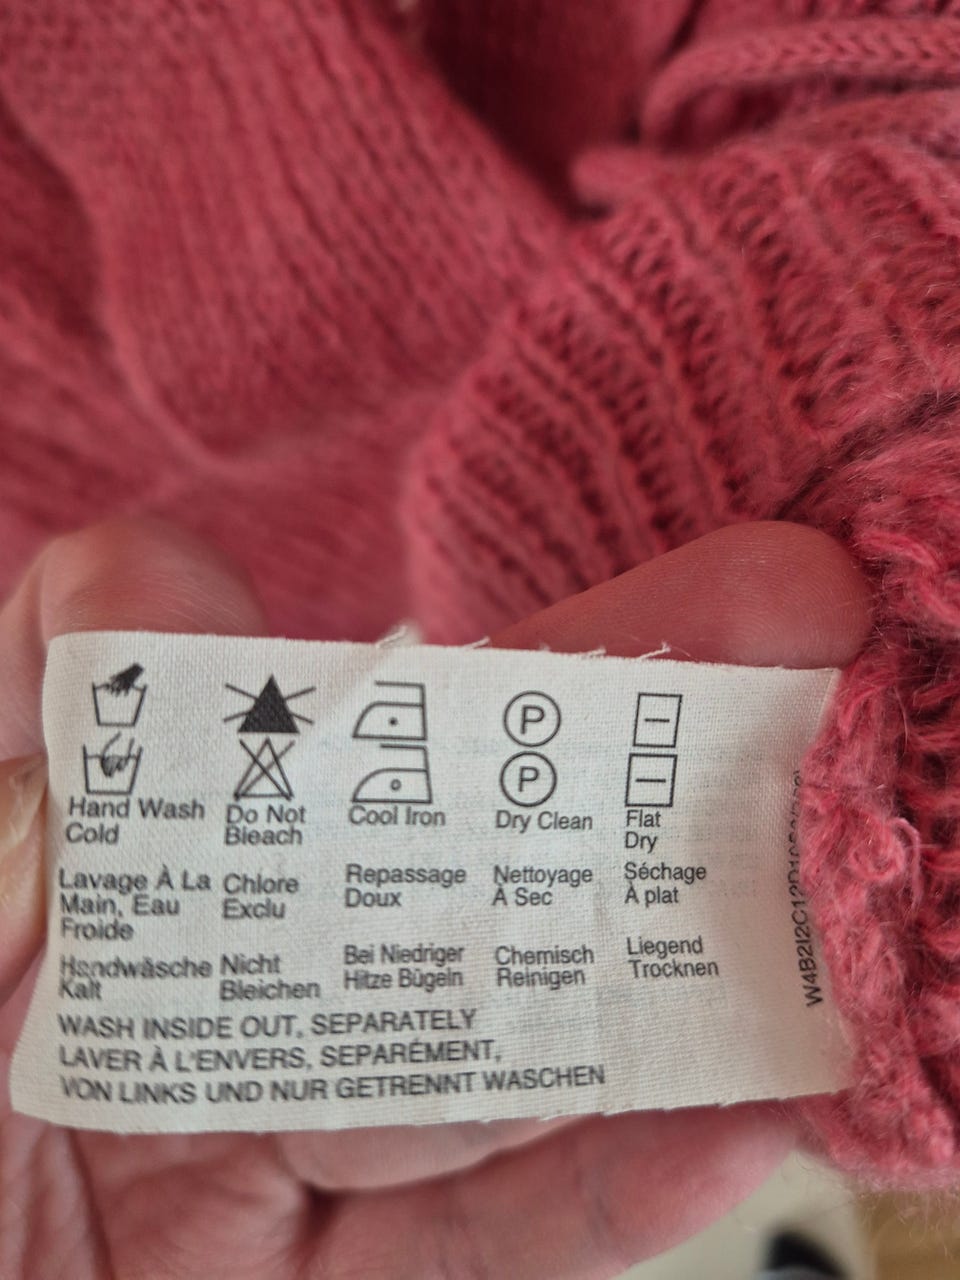 P
P
Hand Wash Cold
Do Not Bleach
Cool Iron
Dry Clean
Flat Dry
Lavage À La Main, Eau Froide
Chlore Exclu
Repassage Doux
Nettoyage À Sec
Séchage À plat
Handwäsche Kalt
Nicht Bleichen
Bei Niedriger Hitze Bügeln
Chemisch Reinigen
Liegend Trocknen
WASH INSIDE OUT, SEPARATELY
LAVER À L'ENVERS, SEPARÉMENT,
VON LINKS UND NUR GETRENNT WASCHEN